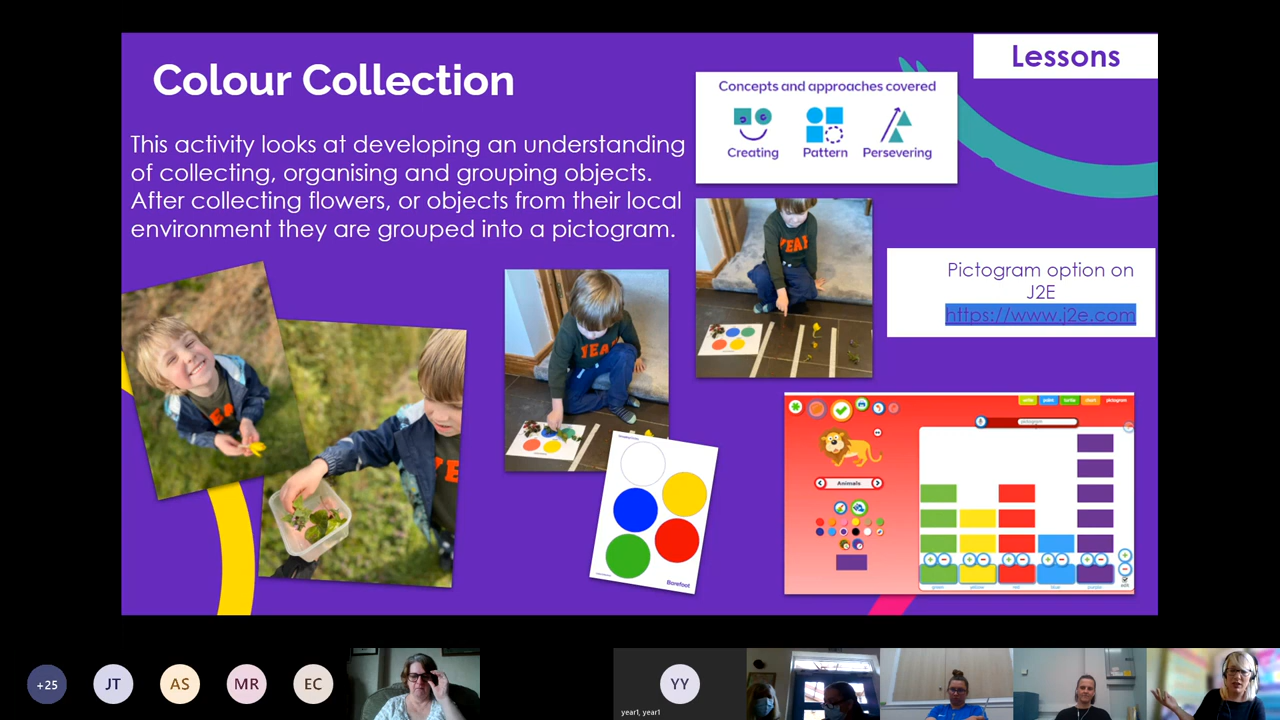 Lessons
Colour Collection
This activity looks at developing an understanding
of collecting, organising and grouping objects.
After collecting flowers, or objects from their local
environment they are grouped into a pictogram.
Concepts and approaches covered
Creating
Pattern
Persevering
Pictogram option on
J2E
https://www.j2e.com
YEAH
Barefoot
pictogram
Animals
+25
JT
AS
MR
EC
YY
year1, year1